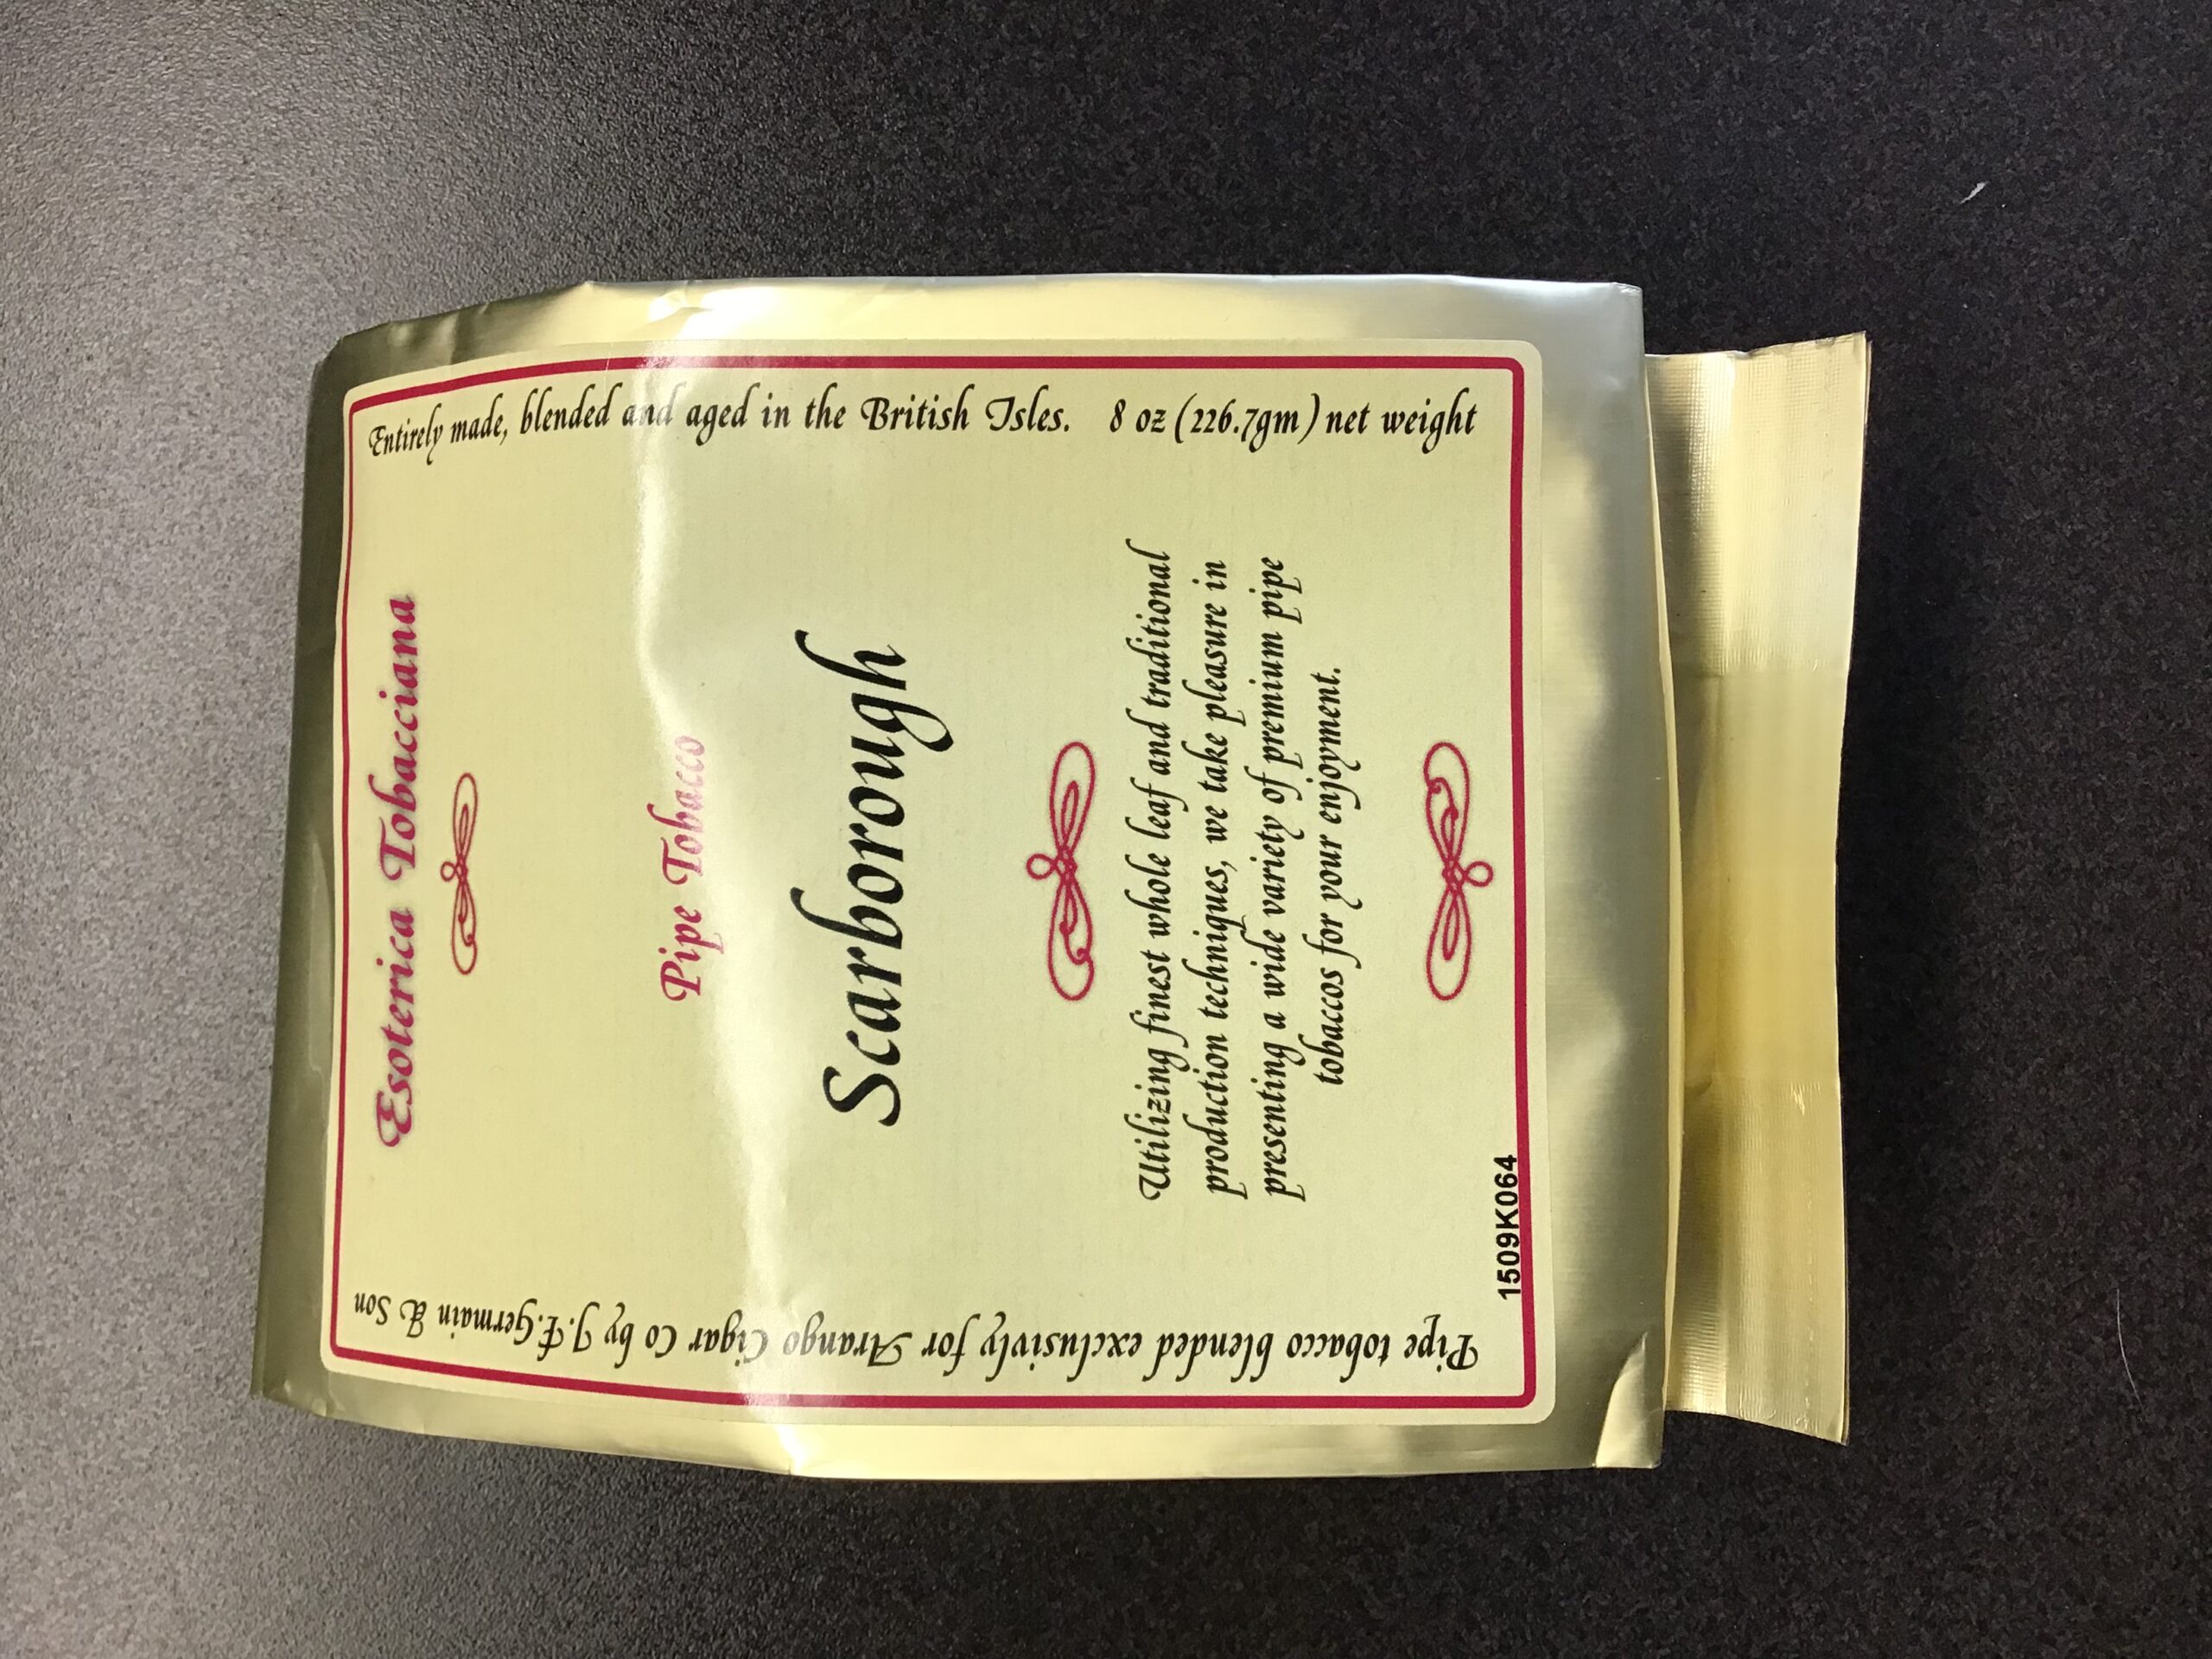 Esoterica Tobacciana
Pipe Tobacco
Scarborough
Utilizing finest whole leaf and traditional
production techniques, we take pleasure in
presenting a wide variety of premium pipe
tobaccos for your enjoyment.
1509K064
Pipe tobacco blended exclusively for Arango Cigar Co by J.F.Germain & Son
Entirely made, blended and aged in the British Isles. 8 oz (226.7gm) net weight